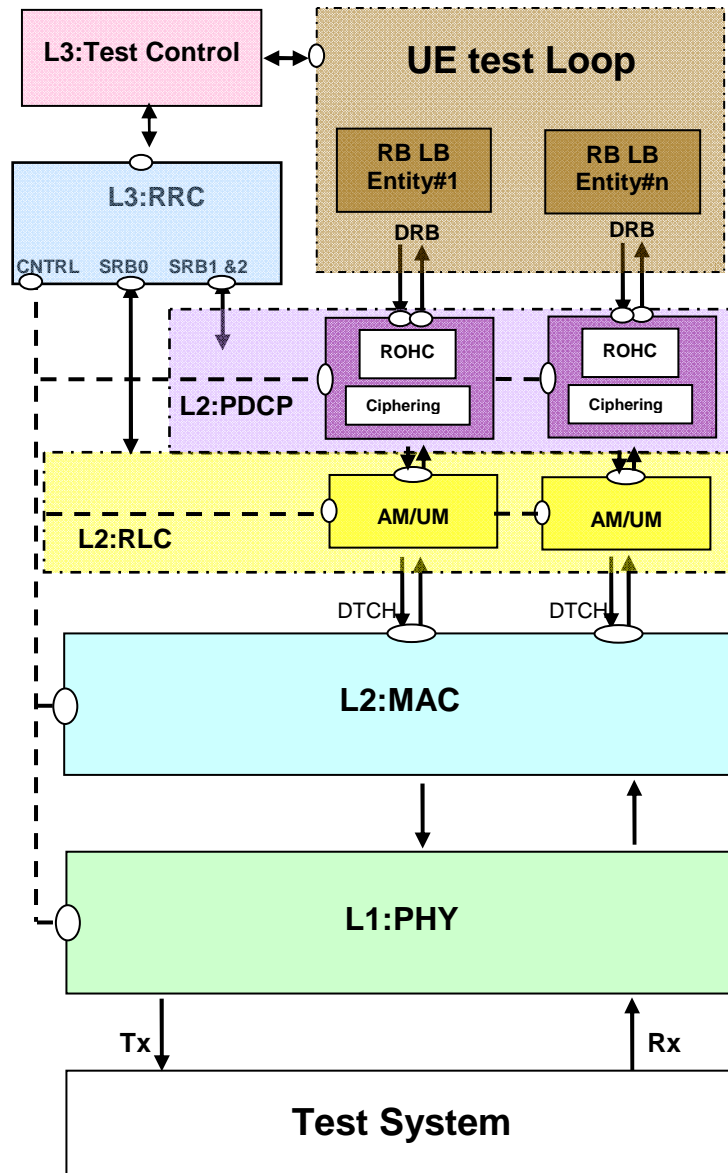 L3:Test Control
UE test Loop
RB LB
Entity#1
RB LB
Entity#n
L3:RRC
DRB
DRB
CNTRL SRB0 SRB1 &2
ROHC
ROHC
Ciphering
Ciphering
L2:PDCP
AM/UM
AM/UM
L2:RLC
DTCH
DTCH
L2:MAC
L1:PHY
Tx
Rx
Test System